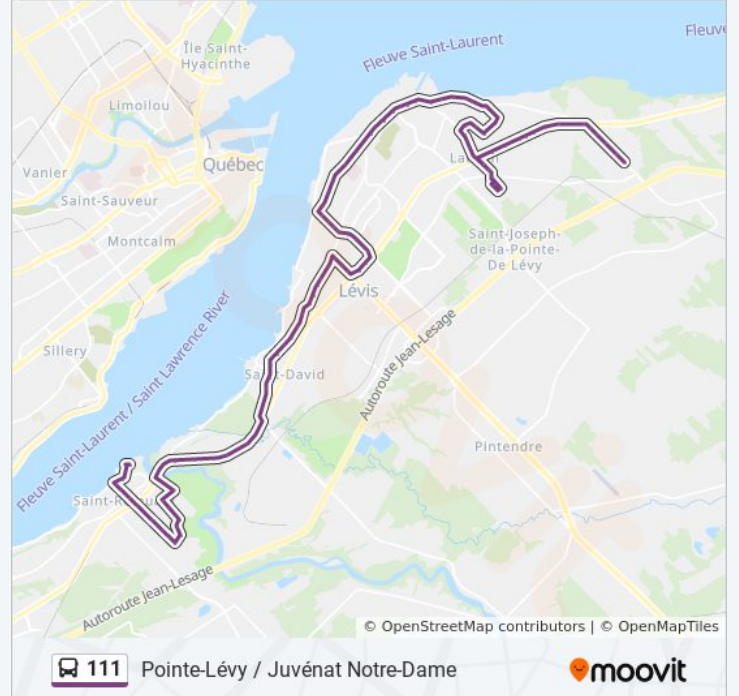 Fleuve Saint-Laurent
Fleuve
Île Saint-
Hyacinthe
Limoilou
Vanier
Québec
Saint-Sauveur
Montcalm
Saint-Joseph-
de-la-Pointe-
De Lévy
Lévis
Sillery
Fleuve Saint-Laurent / Saint Lawrence River
Autoroute Jean-Lesage
Pintendre
Autoroute Jean-Lesage
© OpenStreetMap contributors | © OpenMapTiles
111 Pointe-Lévy / Juvénat Notre-Dame
moovit